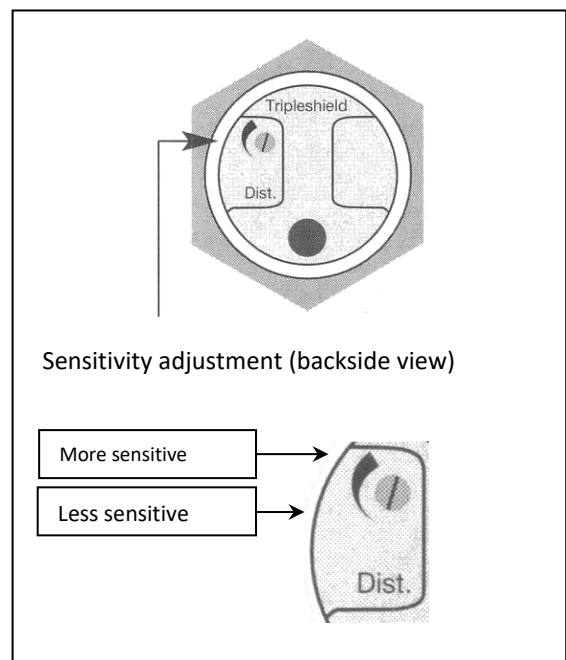 Tripleshield
Dist.
Sensitivity adjustment (backside view)
More sensitive
Less sensitive
Dist.